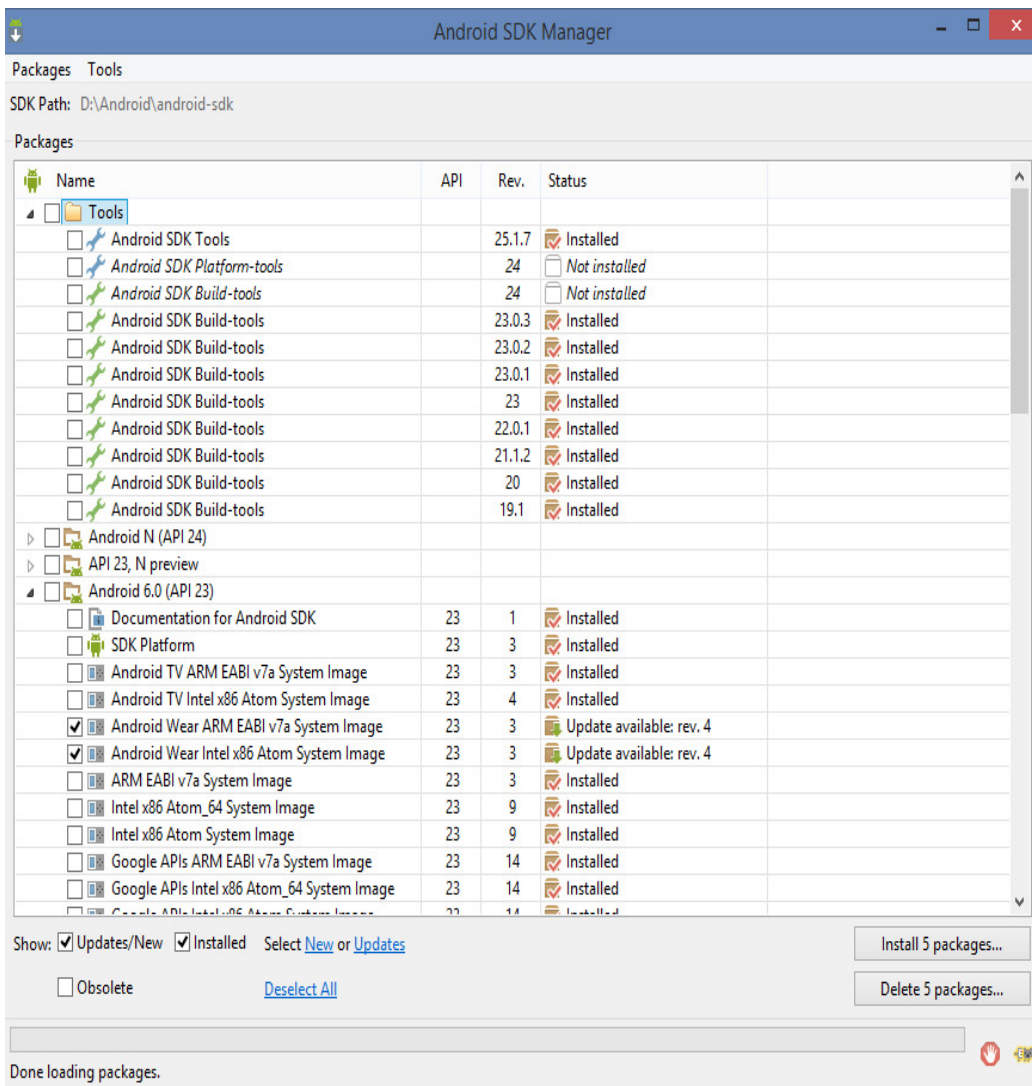 Android SDK Manager
Packages Tools
SDK Path: D:\Android\android-sdk
Packages
Name API Rev. Status
Tools
Android SDK Tools 25.1.7 Installed
Android SDK Platform-tools 24 Not installed
Android SDK Build-tools 24 Not installed
Android SDK Build-tools 23.0.3 Installed
Android SDK Build-tools 23.0.2 Installed
Android SDK Build-tools 23.0.1 Installed
Android SDK Build-tools 23 Installed
Android SDK Build-tools 22.0.1 Installed
Android SDK Build-tools 21.1.2 Installed
Android SDK Build-tools 20 Installed
Android SDK Build-tools 19.1 Installed
Android N (API 24)
API 23, N preview
Android 6.0 (API 23)
Documentation for Android SDK 23 1 Installed
SDK Platform 23 3 Installed
Android TV ARM EABI v7a System Image 23 3 Installed
Android TV Intel x86 Atom System Image 23 4 Installed
Android Wear ARM EABI v7a System Image 23 3 Update available: rev. 4
Android Wear Intel x86 Atom System Image 23 3 Update available: rev. 4
ARM EABI v7a System Image 23 3 Installed
Intel x86 Atom_64 System Image 23 9 Installed
Intel x86 Atom System Image 23 9 Installed
Google APIs ARM EABI v7a System Image 23 14 Installed
Google APIs Intel x86 Atom_64 System Image 23 14 Installed
Google APIs Intel x86 Atom System Image 23 14 Installed
Show: Updates/New Installed Select New or Updates Install 5 packages...
Obsolete Deselect All Delete 5 packages...
Done loading packages.